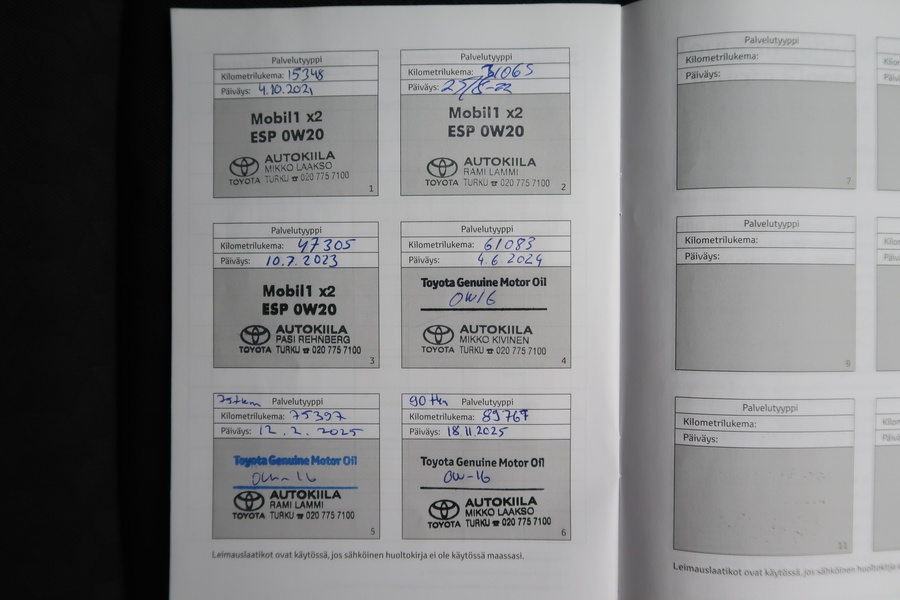 Palvelutyyppi
Kilometrilukema: 15348
Päiväys: 4.10.2021
Mobil1 x2
ESP 0W20
AUTOKIILA
MIKKO LAAKSO
TOYOTA TURKU ☎ 020 775 7100
1
Palvelutyyppi
Kilometrilukema: 31065
Päiväys:
Mobil1 x2
ESP 0W20
AUTOKIILA
RAMI LAMMI
TOYOTA TURKU ☎ 020 775 7100
2
Palvelutyyppi
Kilometrilukema: 47305
Päiväys: 10.7.2023
Mobil1 x2
ESP 0W20
AUTOKIILA
PASI REHNBERG
TOYOTA TURKU ☎ 020 775 7100
3
Palvelutyyppi
Kilometrilukema: 61083
Päiväys: 4.6.2024
Toyota Genuine Motor Oil
0W16
AUTOKIILA
MIKKO KIVINEN
TOYOTA TURKU ☎ 020 775 7100
4
75tkm Palvelutyyppi
Kilometrilukema: 75397
Päiväys: 12.2.2025
Toyota Genuine Motor Oil
0W-16
AUTOKIILA
RAMI LAMMI
TOYOTA TURKU ☎ 020 775 7100
5
90 tkm Palvelutyyppi
Kilometrilukema: 89767
Päiväys: 18.11.2025
Toyota Genuine Motor Oil
0W-16
AUTOKIILA
MIKKO LAAKSO
TOYOTA TURKU ☎ 020 775 7100
6
Leimauslaatikot ovat käytössä, jos sähköinen huoltokirja ei ole käytössä maassasi.
Palvelutyyppi
Kilometrilukema:
Päiväys:
7
Palvelutyyppi
Kilometrilukema:
Päiväys:
9
Palvelutyyppi
Kilometrilukema:
Päiväys:
11
Leimauslaatikot ovat käytössä, jos sähköinen huoltokirja